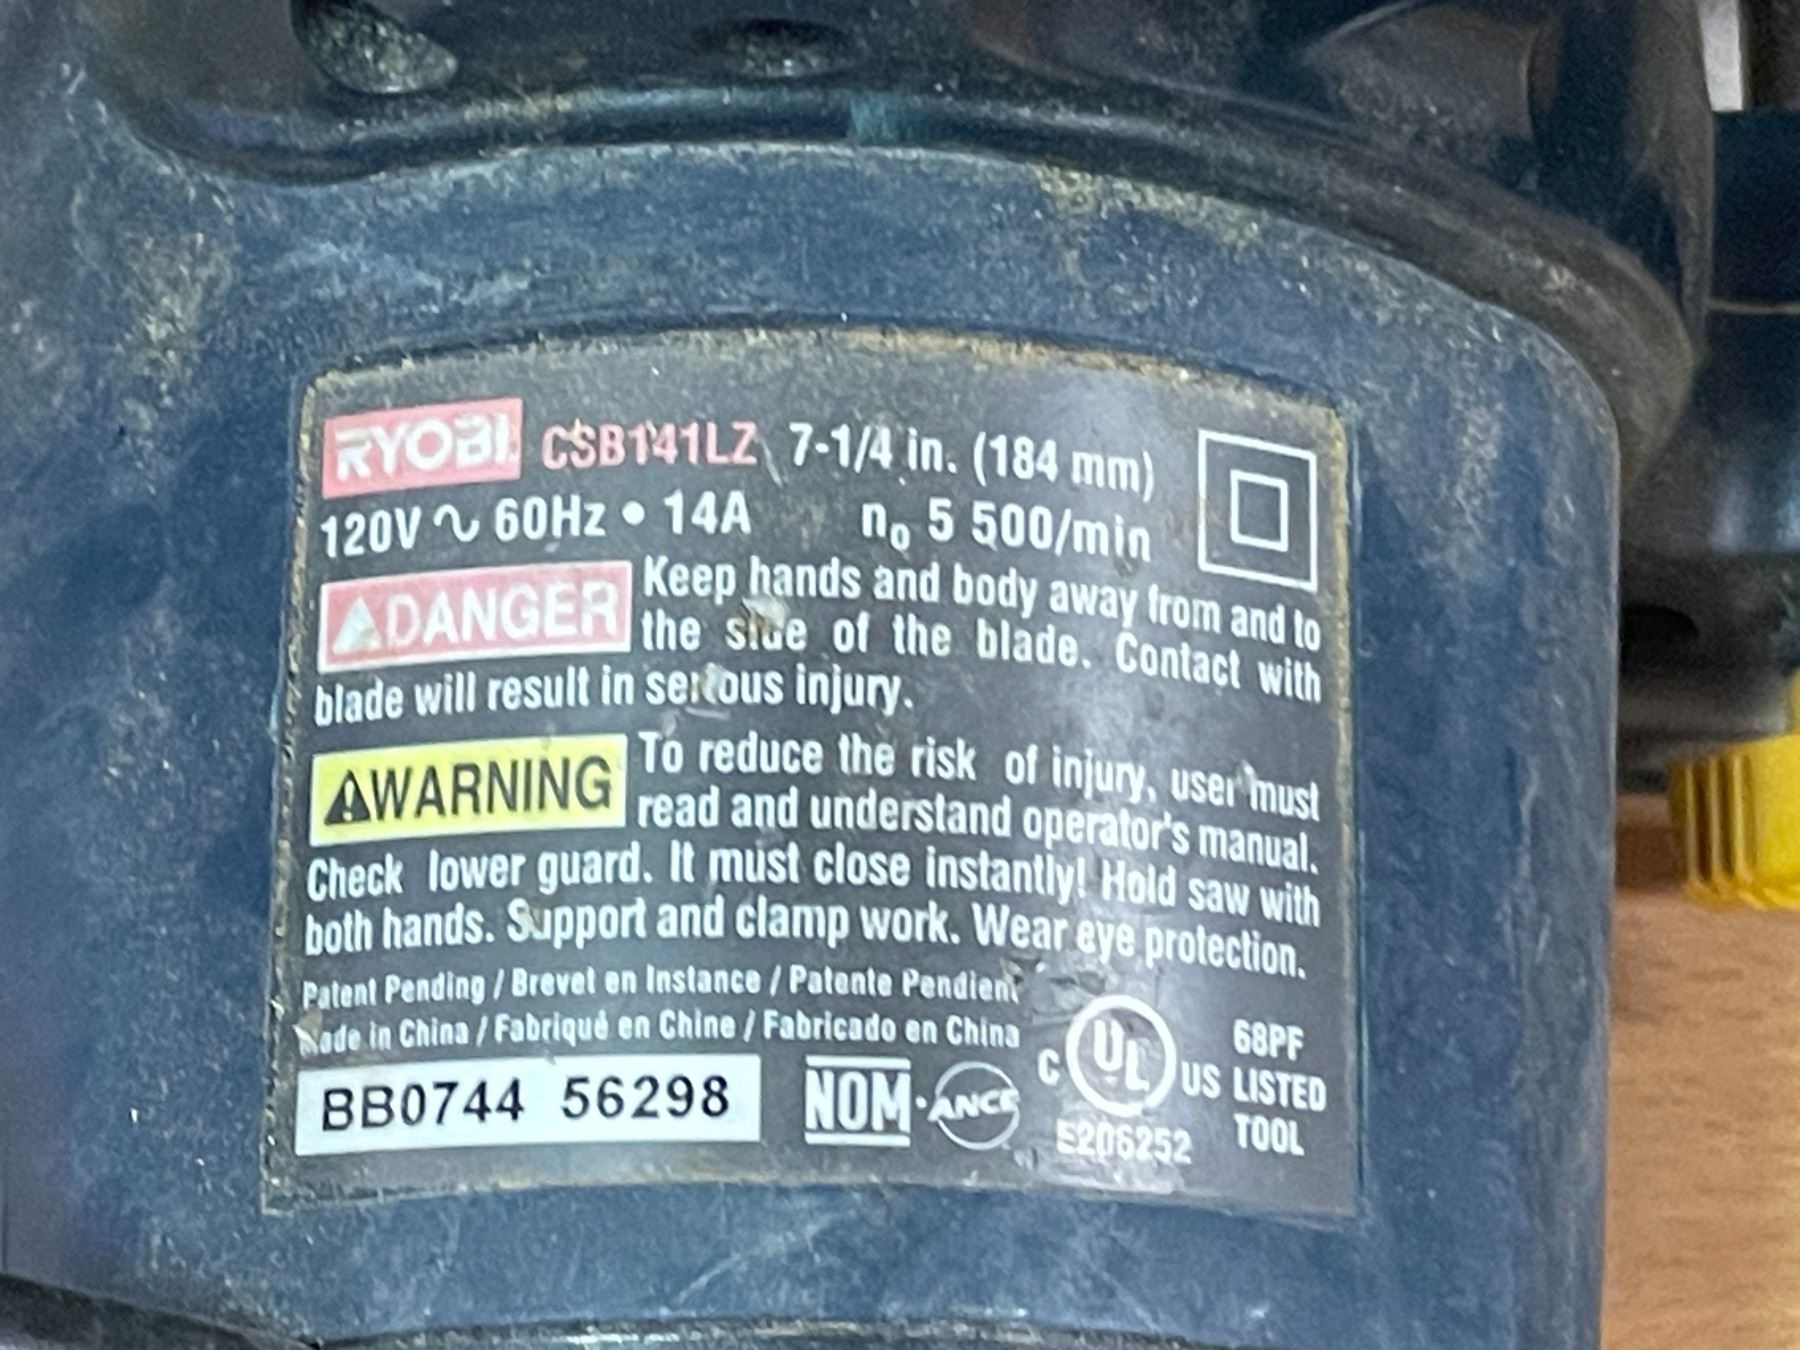 RYOBI CSB141LZ 7-1/4 in. (184 mm)
120V ∿ 60Hz • 14A n₀ 5 500/min
⚠DANGER Keep hands and body away from and to
the side of the blade. Contact with
blade will result in serious injury.
⚠WARNING To reduce the risk of injury, user must
read and understand operator's manual.
Check lower guard. It must close instantly! Hold saw with
both hands. Support and clamp work. Wear eye protection.
Patent Pending / Brevet en Instance / Patente Pendient
Made in China / Fabriqué en Chine / Fabricado en China
BB0744 56298
NOM • ANCE
C UL US
E206252
68PF
LISTED
TOOL